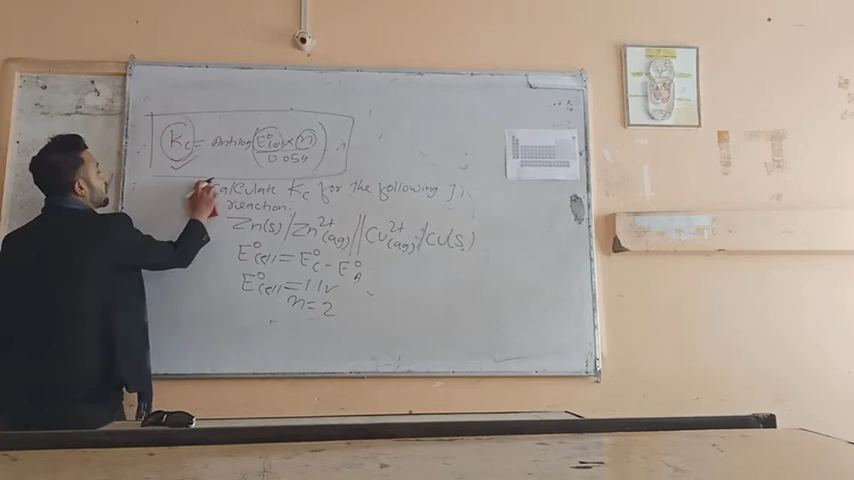 Kc = Antilog (E°cell × n / 0.059)
Calculate Kc for the following
reaction.
Zn(s)/Zn2+(aq)//Cu2+(aq)/Cu(s)
E°cell = E°C - E°A
E°cell = 1.1v
n = 2